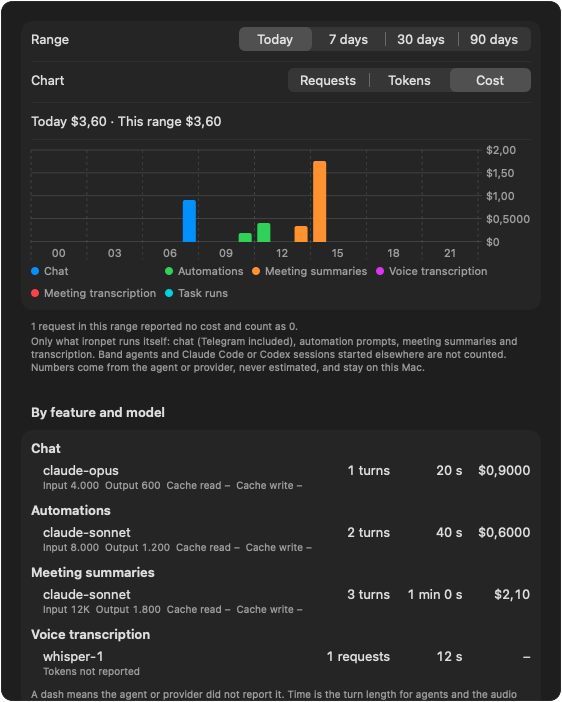 Range Today 7 days 30 days 90 days
Chart Requests Tokens Cost
Today $3,60 · This range $3,60
$2,00
$1,50
$1,00
$0,5000
$0
00 03 06 09 12 15 18 21
Chat Automations Meeting summaries Voice transcription
Meeting transcription Task runs
1 request in this range reported no cost and count as 0.
Only what ironpet runs itself: chat (Telegram included), automation prompts, meeting summaries and
transcription. Band agents and Claude Code or Codex sessions started elsewhere are not counted.
Numbers come from the agent or provider, never estimated, and stay on this Mac.
By feature and model
Chat
claude-opus 1 turns 20 s $0,9000
Input 4.000 Output 600 Cache read – Cache write –
Automations
claude-sonnet 2 turns 40 s $0,6000
Input 8.000 Output 1.200 Cache read – Cache write –
Meeting summaries
claude-sonnet 3 turns 1 min 0 s $2,10
Input 12K Output 1.800 Cache read – Cache write –
Voice transcription
whisper-1 1 requests 12 s –
Tokens not reported
A dash means the agent or provider did not report it. Time is the turn length for agents and the audio